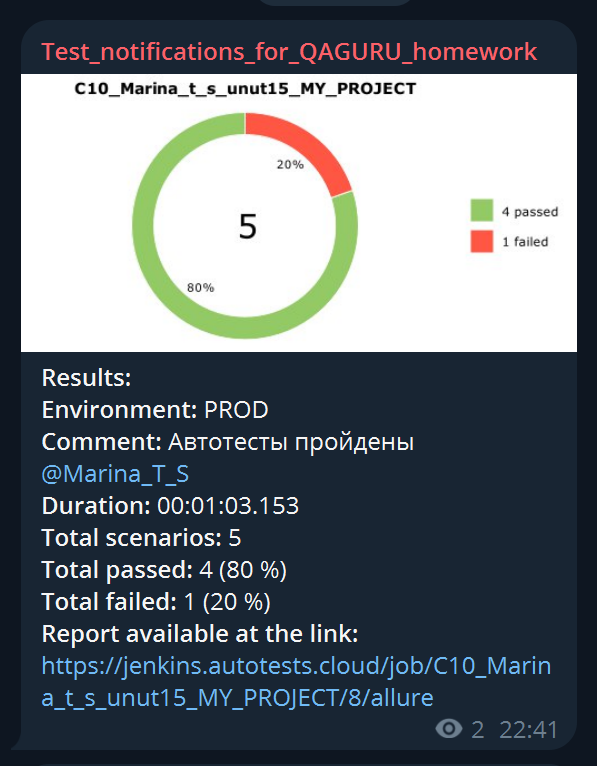 Test_notifications_for_QAGURU_homework
C10_Marina_t_s_unut15_MY_PROJECT
20%
5
80%
4 passed
1 failed
Results:
Environment: PROD
Comment: Автотесты пройдены
@Marina_T_S
Duration: 00:01:03.153
Total scenarios: 5
Total passed: 4 (80 %)
Total failed: 1 (20 %)
Report available at the link:
https://jenkins.autotests.cloud/job/C10_Marin
a_t_s_unut15_MY_PROJECT/8/allure
2 22:41